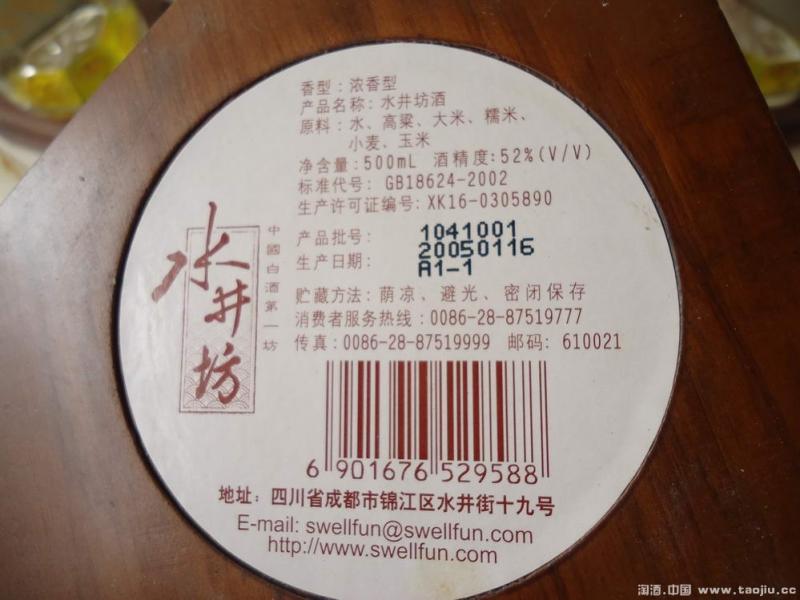 香型：浓香型
产品名称：水井坊酒
原料：水、高粱、大米、糯米、
小麦、玉米
净含量：500mL 酒精度：52%(V/V)
标准代号：GB18624-2002
生产许可证编号：XK16-0305890
产品批号： 1041001
生产日期： 20050116
A1-1
贮藏方法：荫凉、避光、密闭保存
消费者服务热线：0086-28-87519777
传真：0086-28-87519999 邮码：610021
水井坊
中國白酒第一坊
6 901676 529588
地址：四川省成都市锦江区水井街十九号
E-mail: swellfun@swellfun.com
http://www.swellfun.com
淘酒.中国 www.taojiu.cc